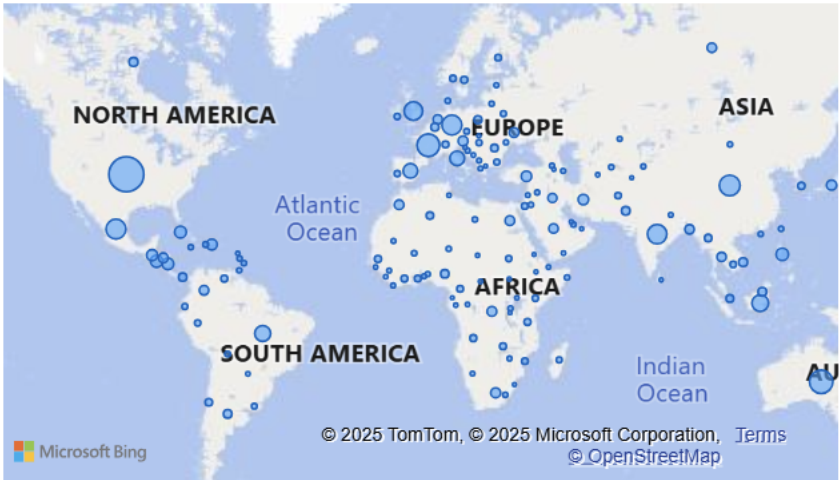 NORTH AMERICA
EUROPE
ASIA
Atlantic
Ocean
AFRICA
SOUTH AMERICA
Indian
Ocean
AU
Microsoft Bing
© 2025 TomTom, © 2025 Microsoft Corporation, Terms
© OpenStreetMap